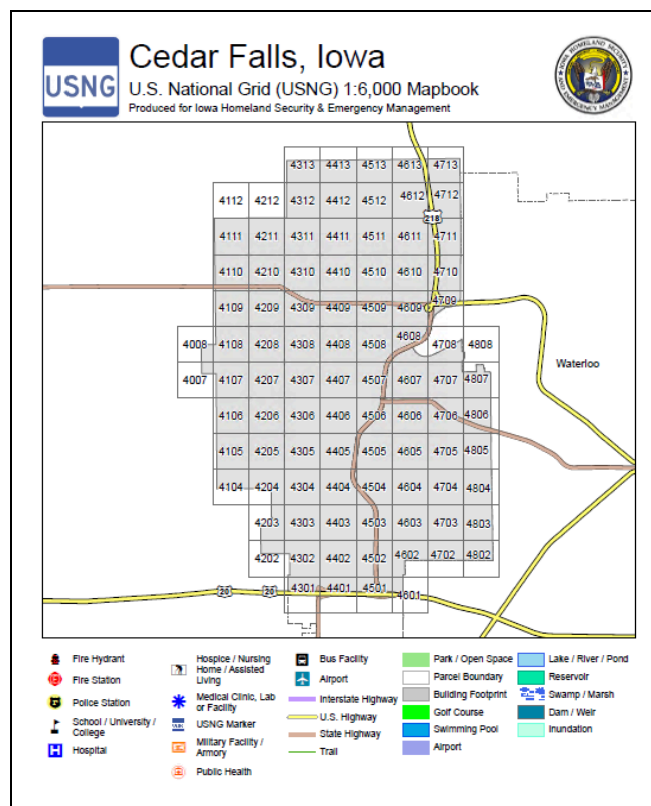 USNG
Cedar Falls, Iowa
U.S. National Grid (USNG) 1:6,000 Mapbook
Produced for Iowa Homeland Security & Emergency Management
4313 4413 4513 4613 4713
4112 4212 4312 4412 4512 4612 4712
218
4111 4211 4311 4411 4511 4611 4711
4110 4210 4310 4410 4510 4610 4710
4109 4209 4309 4409 4509 4609 4709
4008 4108 4208 4308 4408 4508 4608 4708 4808
Waterloo
4007 4107 4207 4307 4407 4507 4607 4707 4807
4106 4206 4306 4406 4506 4606 4706 4806
4105 4205 4305 4405 4505 4605 4705 4805
4104 4204 4304 4404 4504 4604 4704 4804
4203 4303 4403 4503 4603 4703 4803
4202 4302 4402 4502 4602 4702 4802
20 20 4301 4401 4501 4601 20
Fire Hydrant
Fire Station
Police Station
School / University /
College
Hospital
Hospice / Nursing
Home / Assisted
Living
Medical Clinic, Lab
or Facility
USNG Marker
Military Facility /
Armory
Public Health
Bus Facility
Airport
Interstate Highway
U.S. Highway
State Highway
Trail
Park / Open Space
Parcel Boundary
Building Footprint
Golf Course
Swimming Pool
Airport
Lake / River / Pond
Reservoir
Swamp / Marsh
Dam / Weir
Inundation